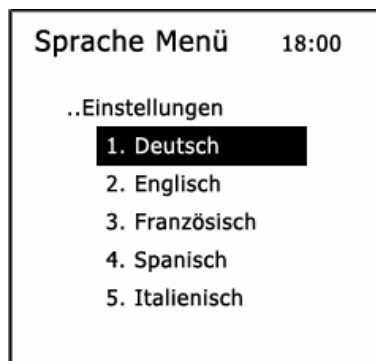 Sprache Menü 18:00
..Einstellungen
1. Deutsch
2. Englisch
3. Französisch
4. Spanisch
5. Italienisch